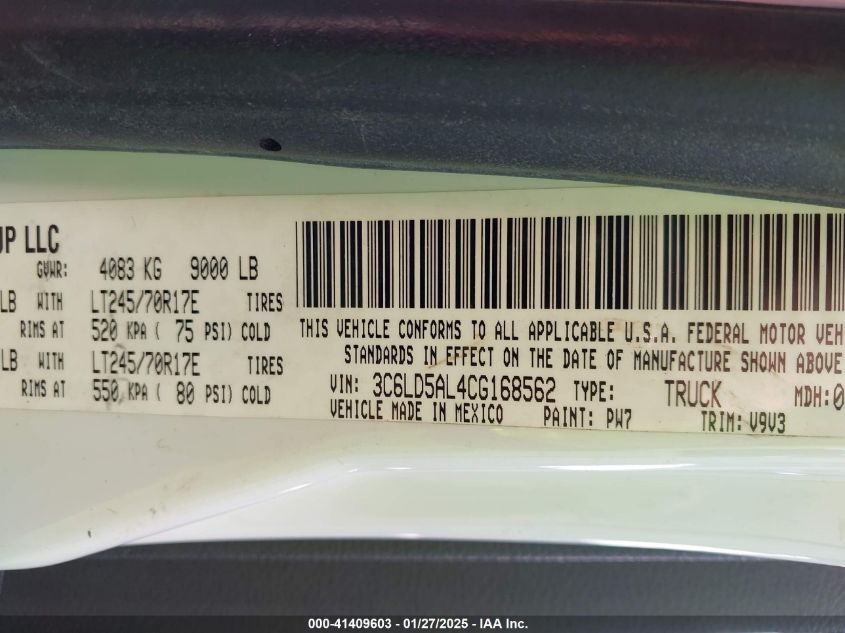 UP LLC
GVWR: 4083 KG 9000 LB
LB WITH LT245/70R17E TIRES
RIMS AT 520 KPA ( 75 PSI) COLD
LB WITH LT245/70R17E TIRES
RIMS AT 550 KPA ( 80 PSI) COLD
THIS VEHICLE CONFORMS TO ALL APPLICABLE U.S.A. FEDERAL MOTOR VEH
STANDARDS IN EFFECT ON THE DATE OF MANUFACTURE SHOWN ABOVE
VIN: 3C6LD5AL4CG168562 TYPE: TRUCK MDH:0
VEHICLE MADE IN MEXICO PAINT: PW7 TRIM: V9V3
000-41409603 - 01/27/2025 - IAA Inc.